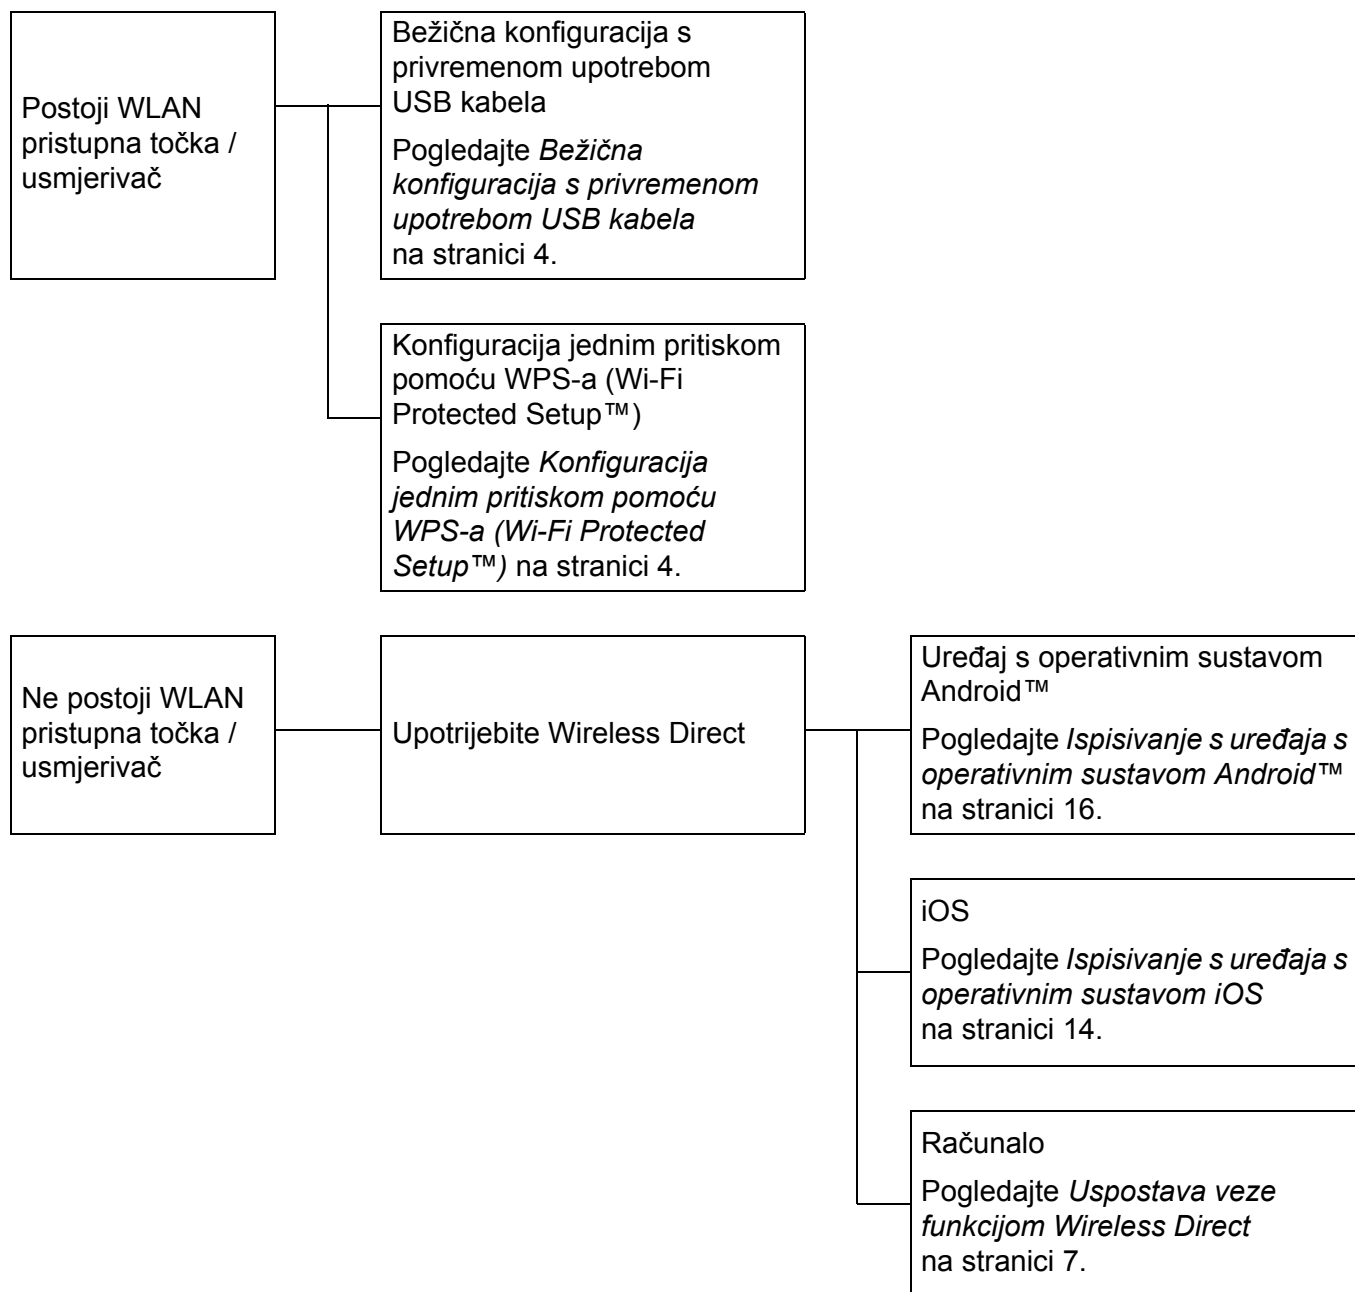 Postoji WLAN
pristupna točka /
usmjerivač
Bežična konfiguracija s
privremenom upotrebom
USB kabela
Pogledajte Bežična
konfiguracija s privremenom
upotrebom USB kabela
na stranici 4.
Konfiguracija jednim pritiskom
pomoću WPS-a (Wi-Fi
Protected Setup™)
Pogledajte Konfiguracija
jednim pritiskom pomoću
WPS-a (Wi-Fi Protected
Setup™) na stranici 4.
Ne postoji WLAN
pristupna točka /
usmjerivač
Upotrijebite Wireless Direct
Uređaj s operativnim sustavom
Android™
Pogledajte Ispisivanje s uređaja s
operativnim sustavom Android™
na stranici 16.
iOS
Pogledajte Ispisivanje s uređaja s
operativnim sustavom iOS
na stranici 14.
Računalo
Pogledajte Uspostava veze
funkcijom Wireless Direct
na stranici 7.